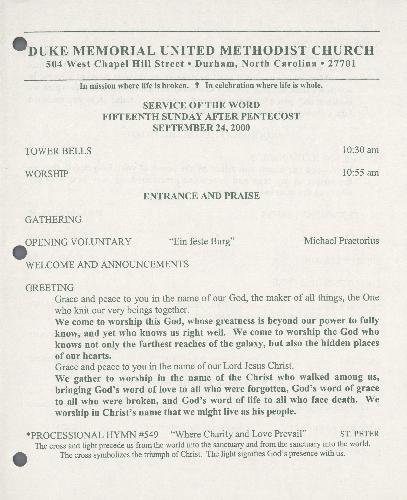 DUKE MEMORIAL UNITED METHODIST CHURCH
504 West Chapel Hill Street • Durham, North Carolina • 27701
In mission where life is broken. † In celebration where life is whole.
SERVICE OF THE WORD
FIFTEENTH SUNDAY AFTER PENTECOST
SEPTEMBER 24, 2000
TOWER BELLS 10:30 am
WORSHIP 10:55 am
ENTRANCE AND PRAISE
GATHERING
OPENING VOLUNTARY "Ein feste Burg" Michael Praetorius
WELCOME AND ANNOUNCEMENTS
GREETING
Grace and peace to you in the name of our God, the maker of all things, the One
who knit our very beings together.
We come to worship this God, whose greatness is beyond our power to fully
know, and yet who knows us right well. We come to worship the God who
knows not only the farthest reaches of the galaxy, but also the hidden places
of our hearts.
Grace and peace to you in the name of our Lord Jesus Christ.
We gather to worship in the name of the Christ who walked among us,
bringing God's word of love to all who were forgotten, God's word of grace
to all who were broken, and God's word of life to all who face death. We
worship in Christ's name that we might live as his people.
*PROCESSIONAL HYMN #549 "Where Charity and Love Prevail" ST. PETER
The cross and light precede us from the world into the sanctuary and from the sanctuary into the world.
The cross symbolizes the triumph of Christ. The light signifies God's presence with us.